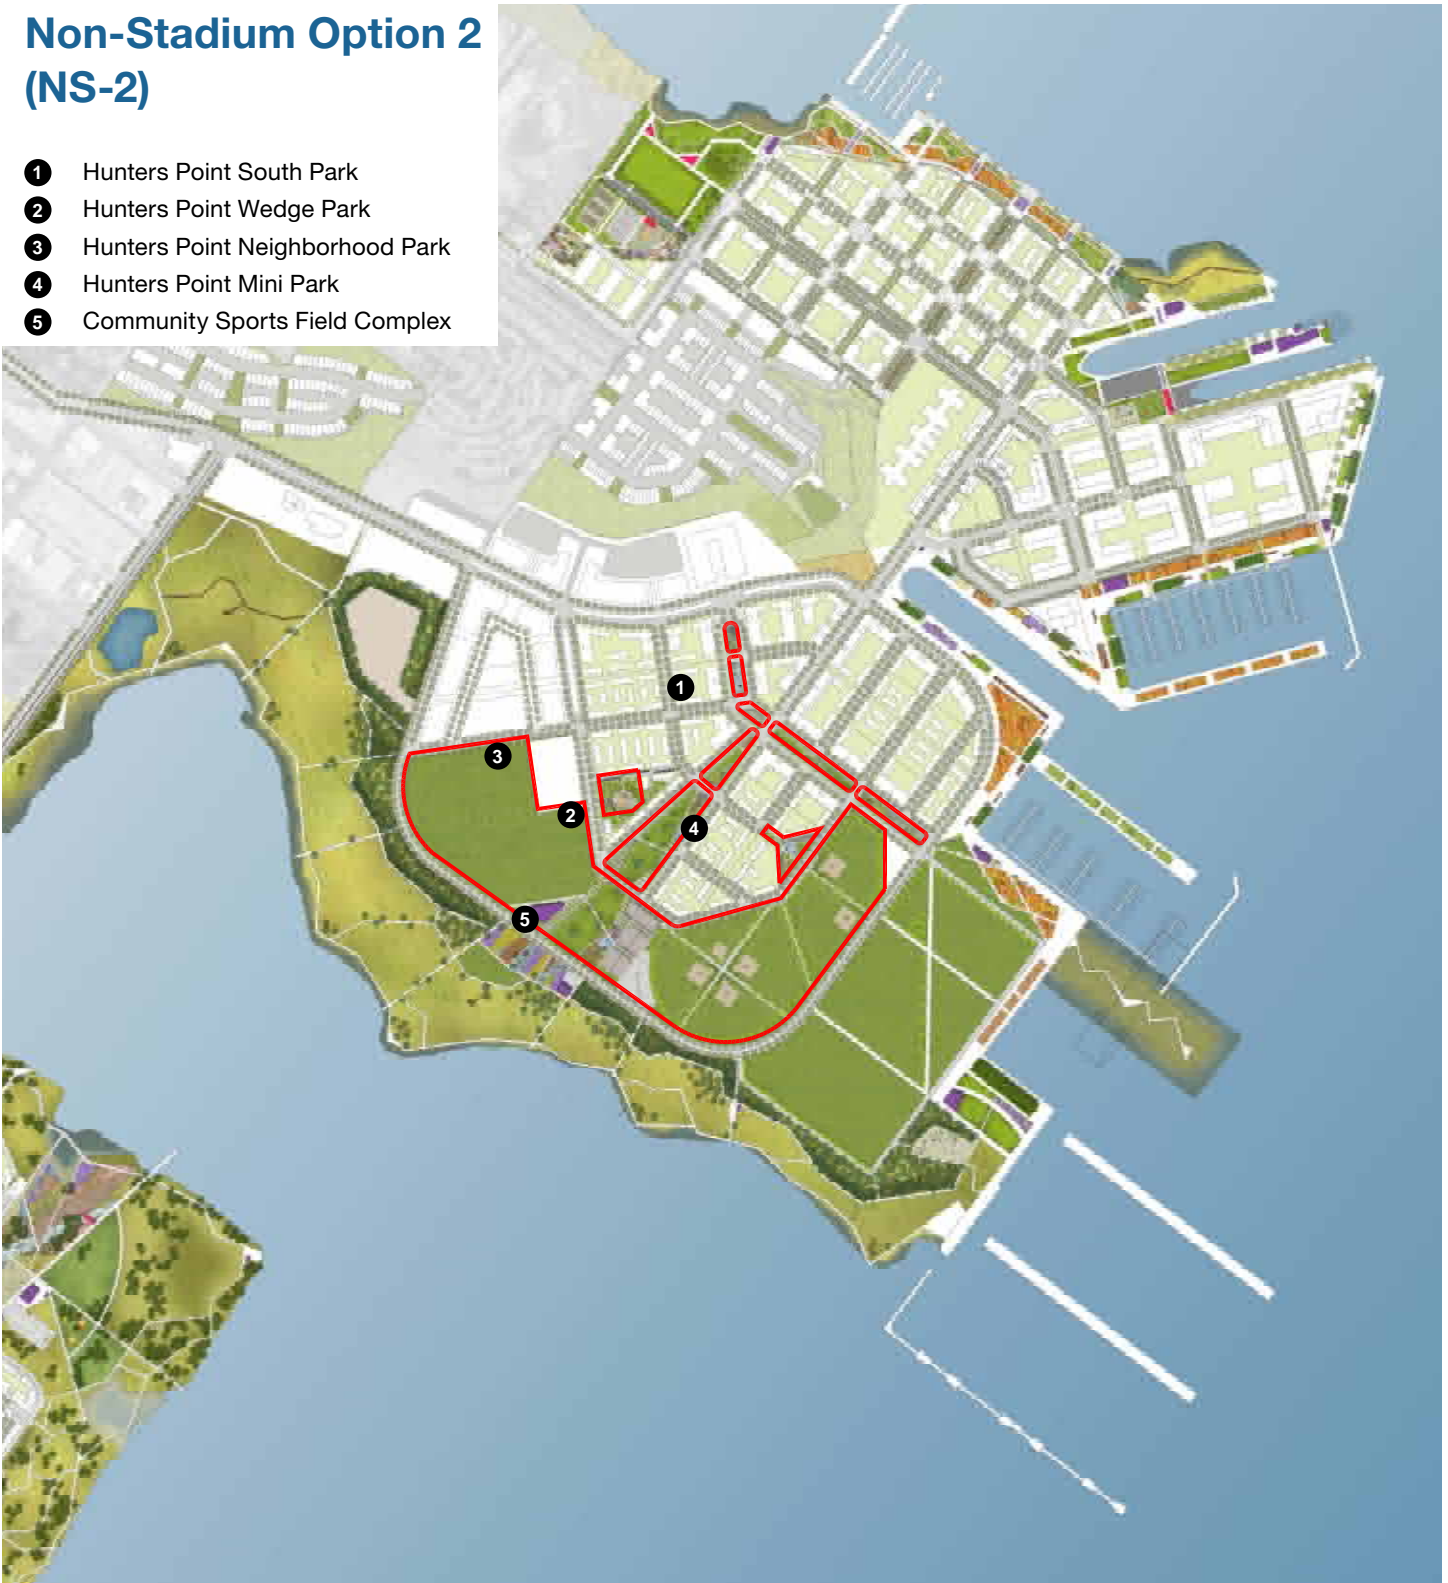 Non-Stadium Option 2
(NS-2)
1 Hunters Point South Park
2 Hunters Point Wedge Park
3 Hunters Point Neighborhood Park
4 Hunters Point Mini Park
5 Community Sports Field Complex
1
3
2
4
5